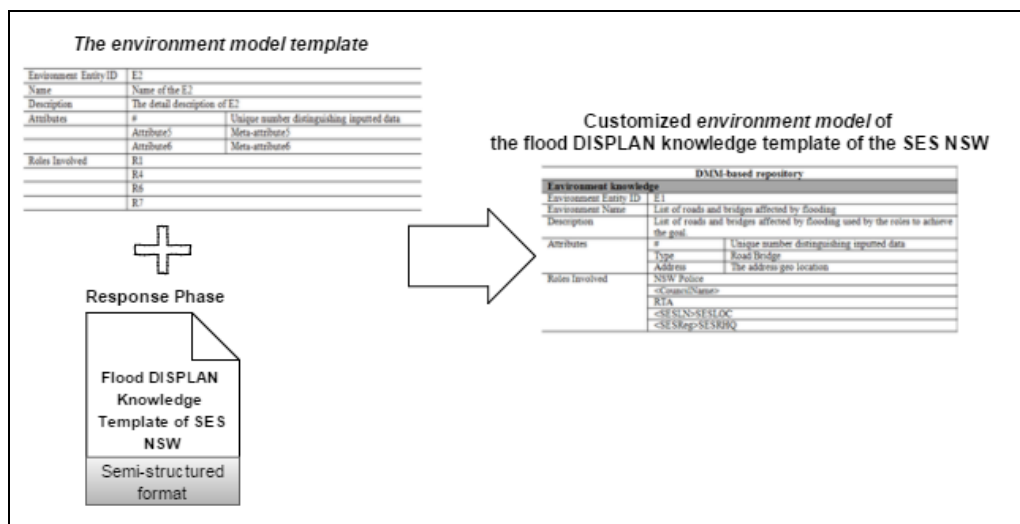 The environment model template
Environment Entity ID E2
Name Name of the E2
Description The detail description of E2
Attributes # Unique number distinguishing inputted data
Attribute5 Meta-attribute5
Attribute6 Meta-attribute6
Roles Involved R1
R4
R6
R7
Response Phase
Flood DISPLAN
Knowledge
Template of SES
NSW
Semi-structured
format
Customized environment model of
the flood DISPLAN knowledge template of the SES NSW
DMM-based repository
Environment knowledge
Environment Entity ID E1
Environment Name List of roads and bridges affected by flooding
Description List of roads and bridges affected by flooding used by the roles to achieve
the goal.
Attributes # Unique number distinguishing inputted data
Type Road/Bridge
Address The address/geo location
Roles Involved NSW Police
<CouncilName>
RTA
<SESLN>SESLOC
<SESReg>SESRHQ